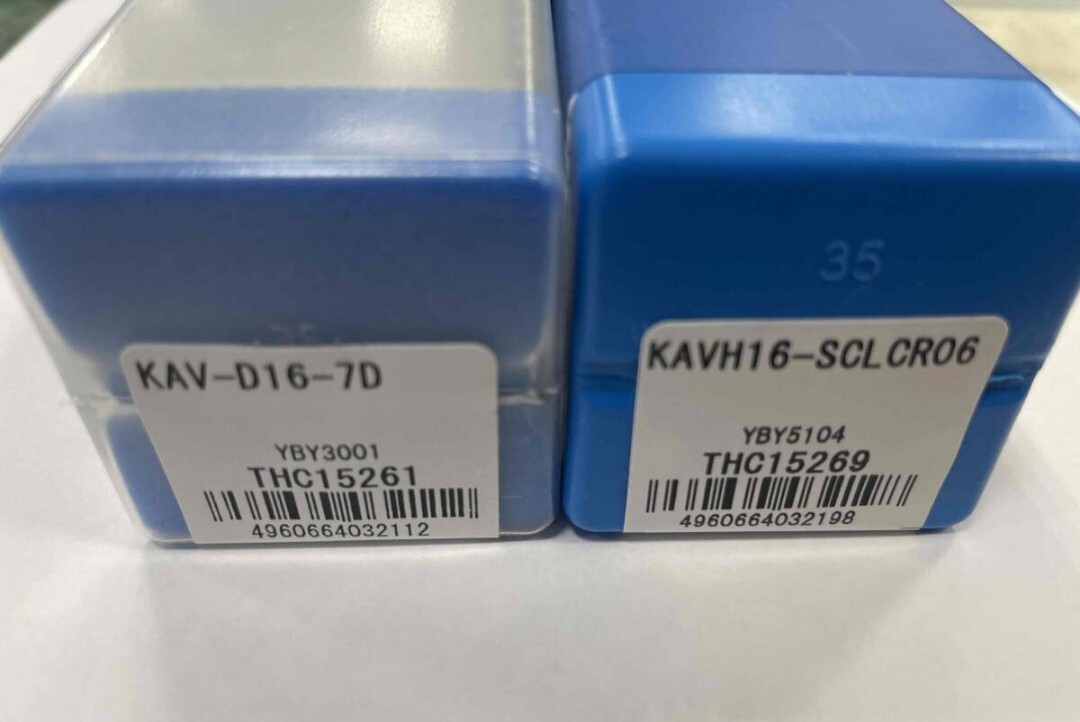 KAV-D16-7D
YBY3001
THC15261
4960664032112
35
KAVH16-SCLCR06
YBY5104
THC15269
4960664032198